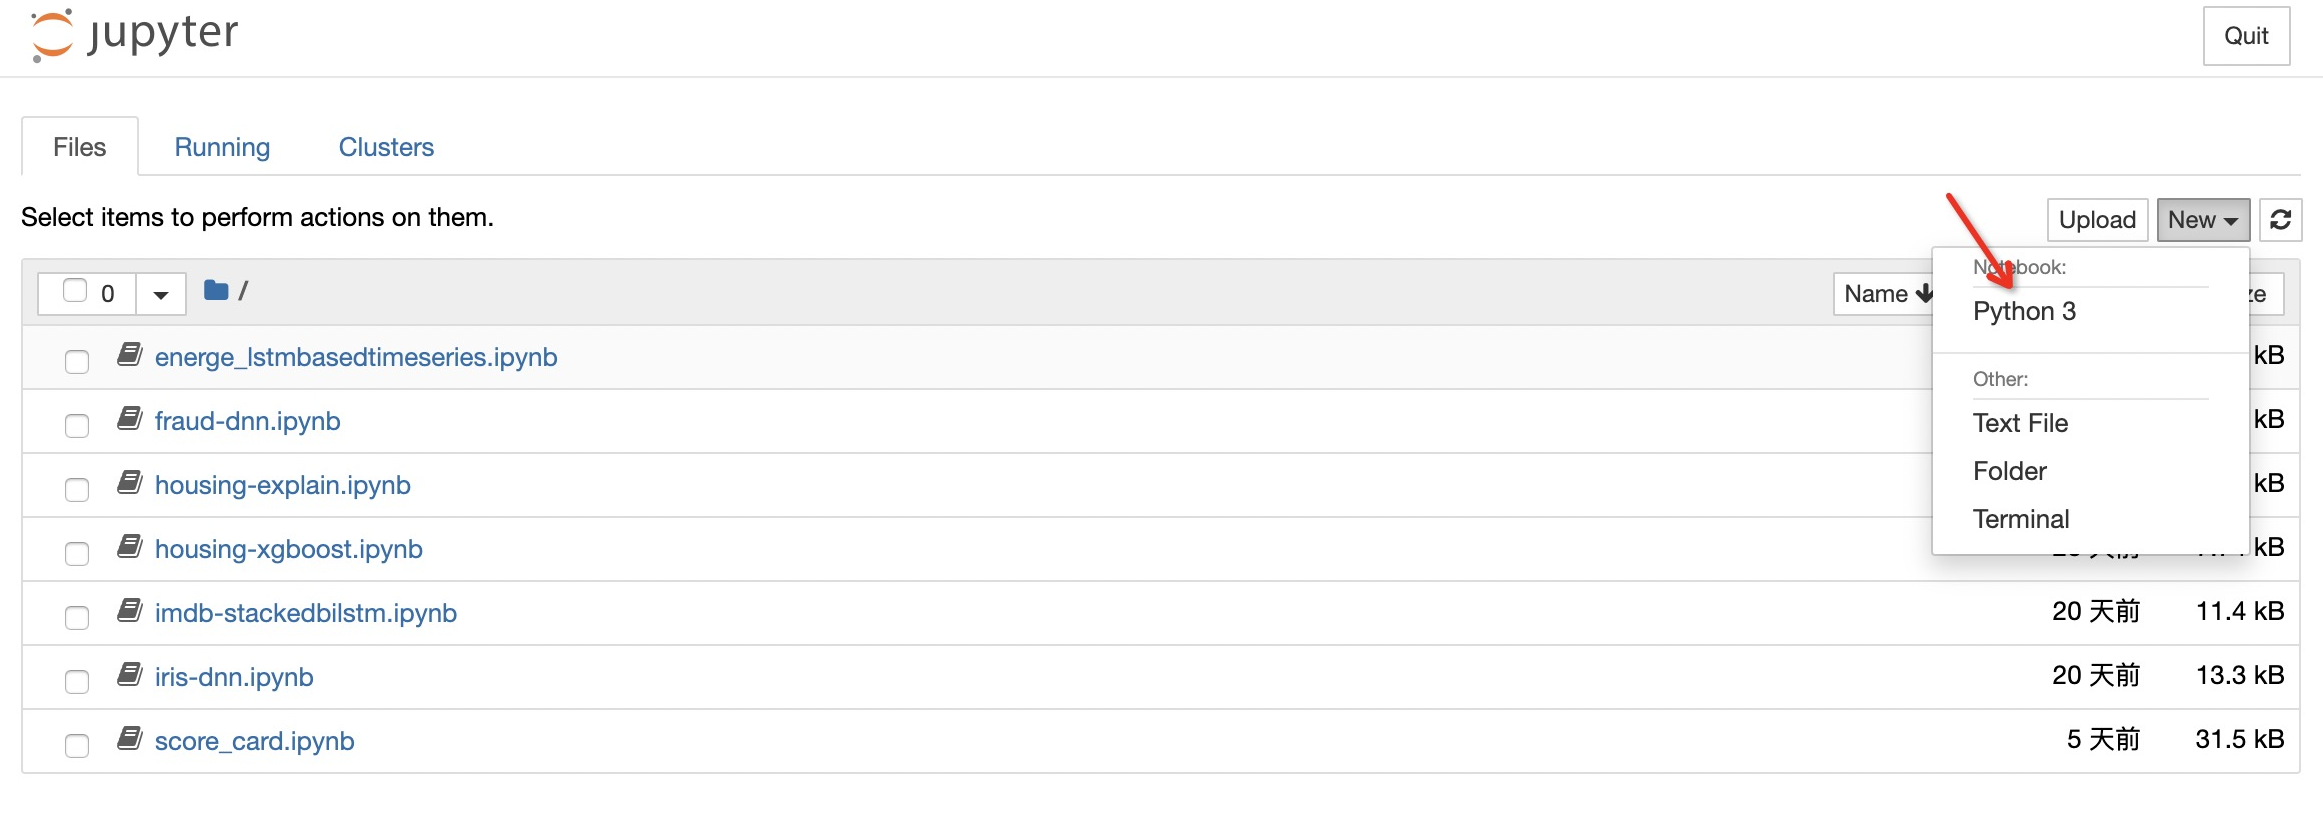 jupyter
Quit
Files Running Clusters
Select items to perform actions on them.
Upload New
Notebook:
0 / Name
Python 3
energe_lstmbasedtimeseries.ipynb kB
Other:
fraud-dnn.ipynb Text File kB
housing-explain.ipynb Folder kB
Terminal
housing-xgboost.ipynb kB
imdb-stackedbilstm.ipynb 20 天前 11.4 kB
iris-dnn.ipynb 20 天前 13.3 kB
score_card.ipynb 5 天前 31.5 kB